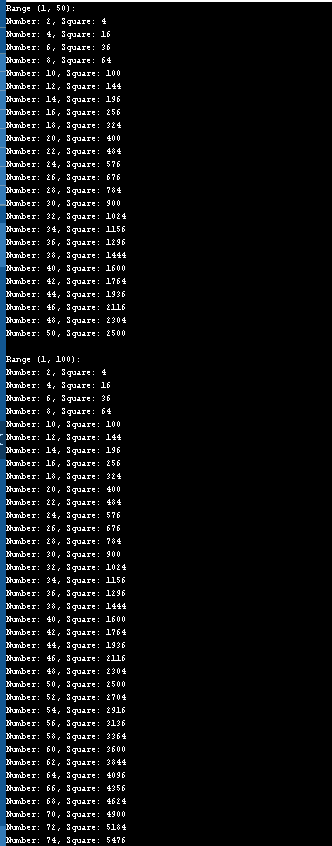 Range (1, 50):
Number: 2, Square: 4
Number: 4, Square: 16
Number: 6, Square: 36
Number: 8, Square: 64
Number: 10, Square: 100
Number: 12, Square: 144
Number: 14, Square: 196
Number: 16, Square: 256
Number: 18, Square: 324
Number: 20, Square: 400
Number: 22, Square: 484
Number: 24, Square: 576
Number: 26, Square: 676
Number: 28, Square: 784
Number: 30, Square: 900
Number: 32, Square: 1024
Number: 34, Square: 1156
Number: 36, Square: 1296
Number: 38, Square: 1444
Number: 40, Square: 1600
Number: 42, Square: 1764
Number: 44, Square: 1936
Number: 46, Square: 2116
Number: 48, Square: 2304
Number: 50, Square: 2500
Range (1, 100):
Number: 2, Square: 4
Number: 4, Square: 16
Number: 6, Square: 36
Number: 8, Square: 64
Number: 10, Square: 100
Number: 12, Square: 144
Number: 14, Square: 196
Number: 16, Square: 256
Number: 18, Square: 324
Number: 20, Square: 400
Number: 22, Square: 484
Number: 24, Square: 576
Number: 26, Square: 676
Number: 28, Square: 784
Number: 30, Square: 900
Number: 32, Square: 1024
Number: 34, Square: 1156
Number: 36, Square: 1296
Number: 38, Square: 1444
Number: 40, Square: 1600
Number: 42, Square: 1764
Number: 44, Square: 1936
Number: 46, Square: 2116
Number: 48, Square: 2304
Number: 50, Square: 2500
Number: 52, Square: 2704
Number: 54, Square: 2916
Number: 56, Square: 3136
Number: 58, Square: 3364
Number: 60, Square: 3600
Number: 62, Square: 3844
Number: 64, Square: 4096
Number: 66, Square: 4356
Number: 68, Square: 4624
Number: 70, Square: 4900
Number: 72, Square: 5184
Number: 74, Square: 5476